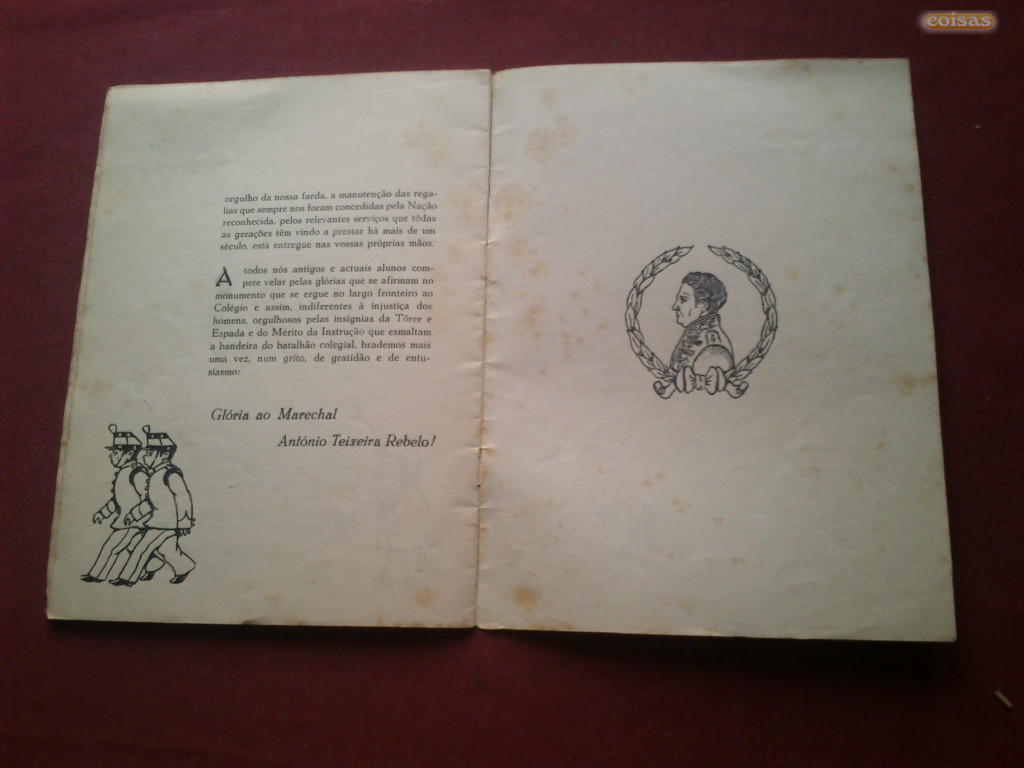 coisas
orgulho da nossa farda, a manutenção das rega-
lias que sempre nos foram concedidas pela Nação
reconhecida, pelos relevantes serviços que tôdas
as gerações têm vindo a prestar há mais de um
século, está entregue nas vossas próprias mãos.
A todos nós antigos e actuais alunos com-
pete velar pelas glórias que se afirmam no
monumento que se ergue no largo fronteiro ao
Colégio e assim, indiferentes à injustiça dos
homens, orgulhosos pelas insígnias da Tôrre e
Espada e do Mérito da Instrução que esmaltam
a bandeira do batalhão colegial, brademos mais
uma vez, num grito, de gratidão e de entu-
siasmo:
Glória ao Marechal
António Teixeira Rebelo!